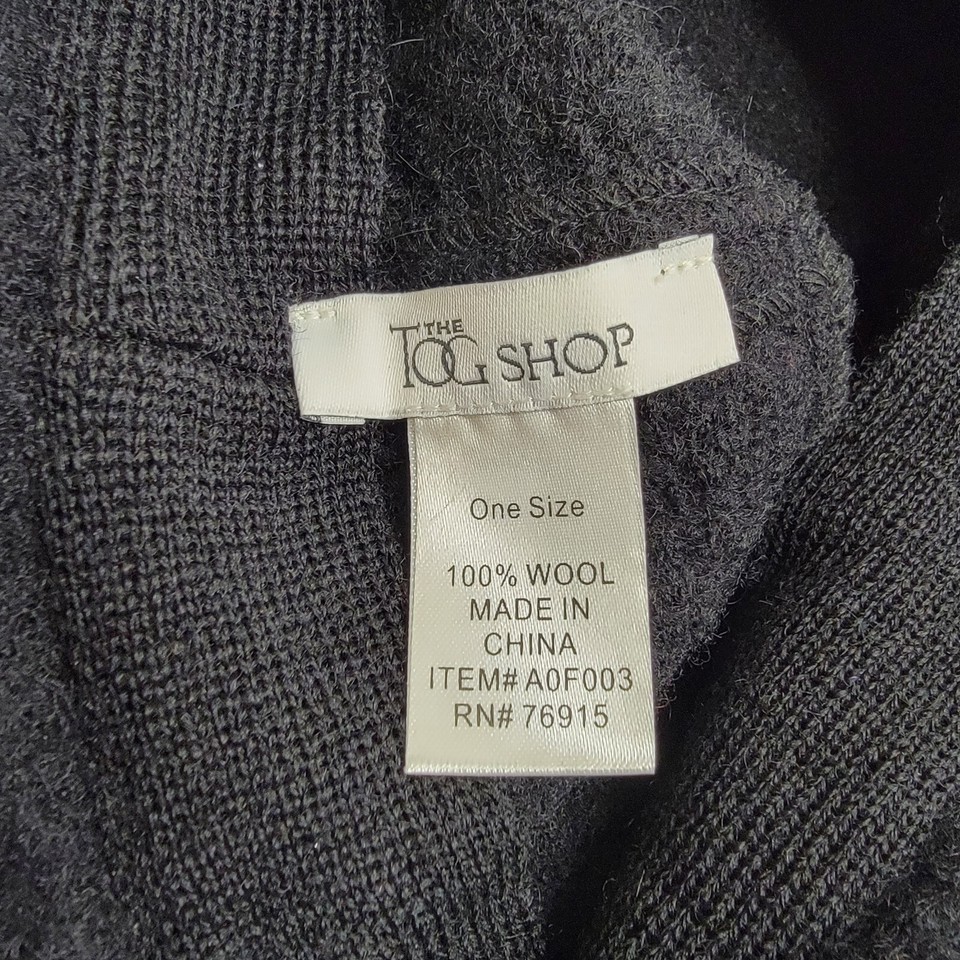 THE
TOG SHOP
One Size
100% WOOL
MADE IN
CHINA
ITEM# A0F003
RN# 76915